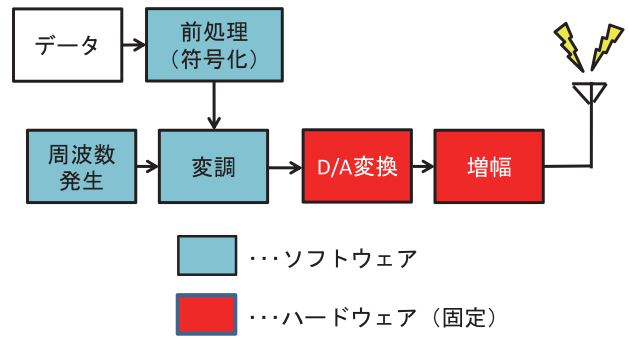 データ
前処理
（符号化）
周波数
発生
変調
D/A変換
増幅
･･･ソフトウェア
･･･ハードウェア（固定）